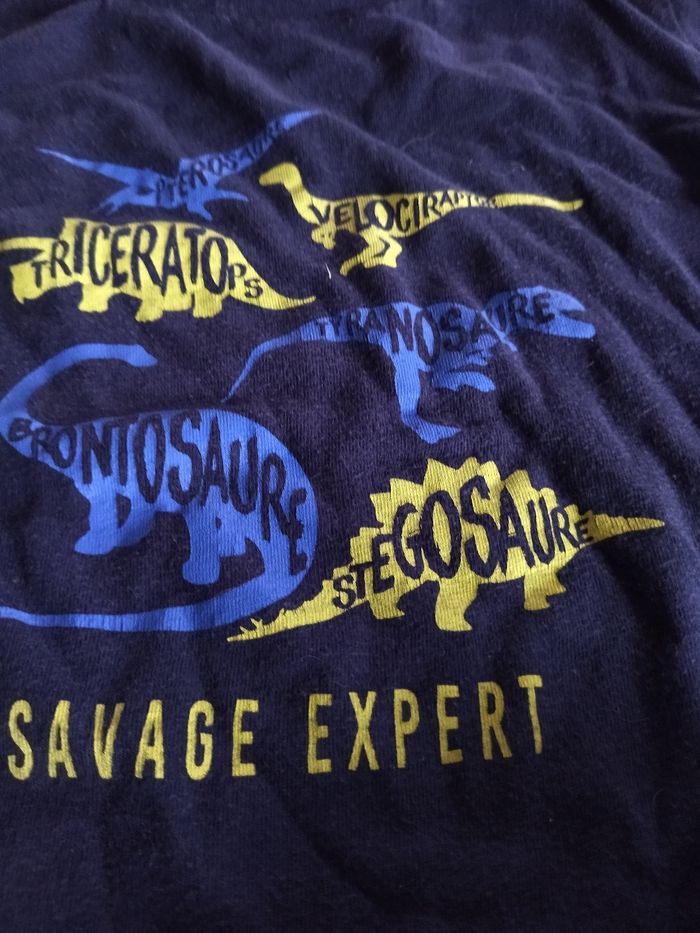 PTEROSAURE
VELOCIRAPTOR
TRICERATOPS
TYRANOSAURE
BRONTOSAURE
STEGOSAURE
SAVAGE EXPERT